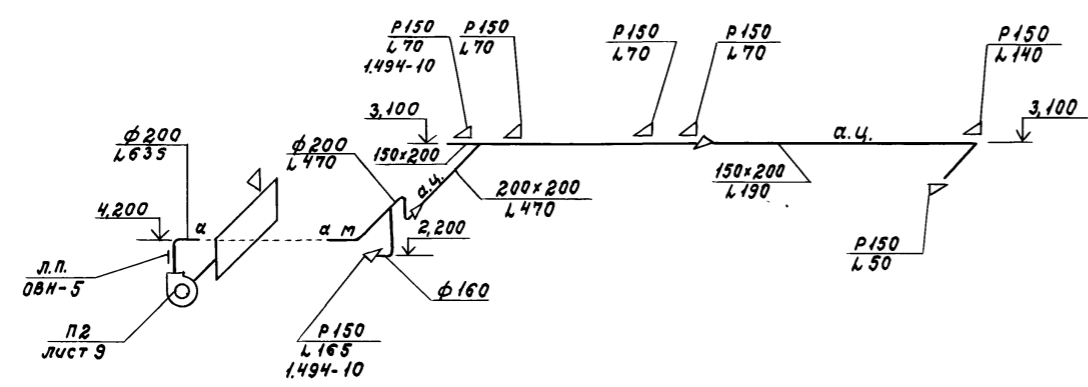 Р150
L70
1.494-10
Р150
L70
Р150
L70
Р150
L70
Р150
L140
3,100
3,100
а.ц.
ф200
L635
ф200
L470
150×200
а.ц.
200×200
L470
150×200
L190
4,200
а
а м
2,200
Л.П.
ОВН-5
ф160
Р150
L50
П2
лист 9
Р150
L165
1.494-10